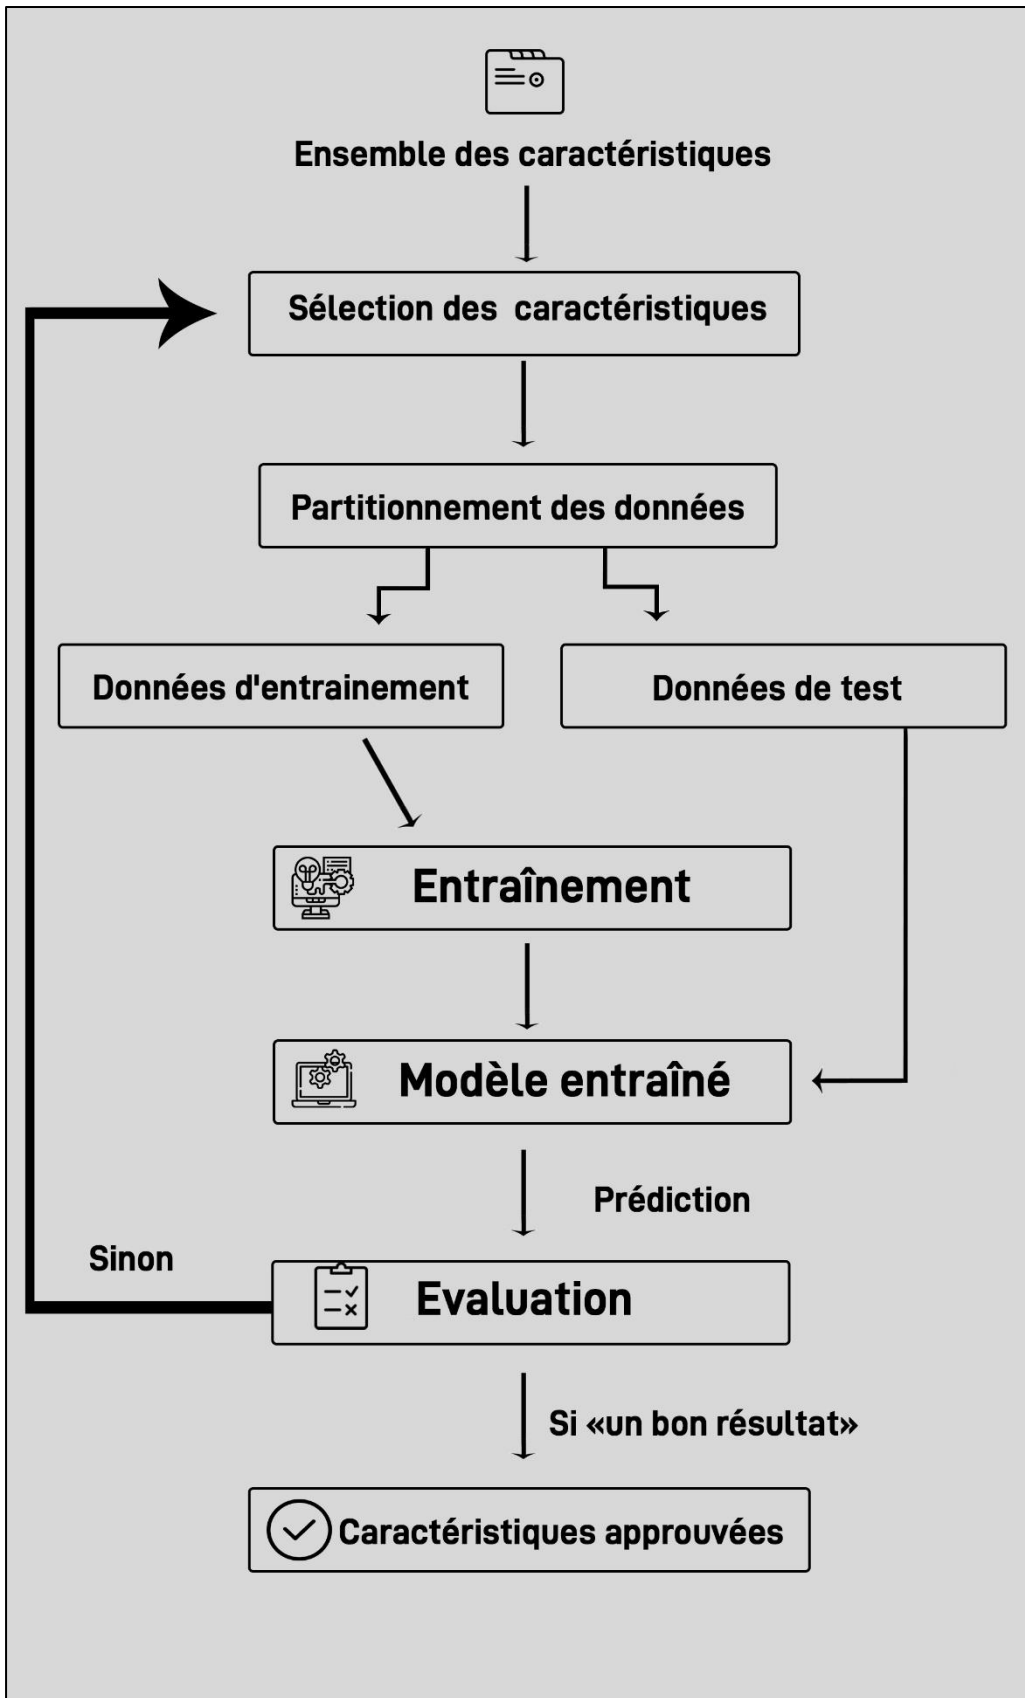 Ensemble des caractéristiques
Sélection des caractéristiques
Partitionnement des données
Données d'entrainement
Données de test
Entraînement
Modèle entraîné
Prédiction
Sinon
Evaluation
Si «un bon résultat»
Caractéristiques approuvées